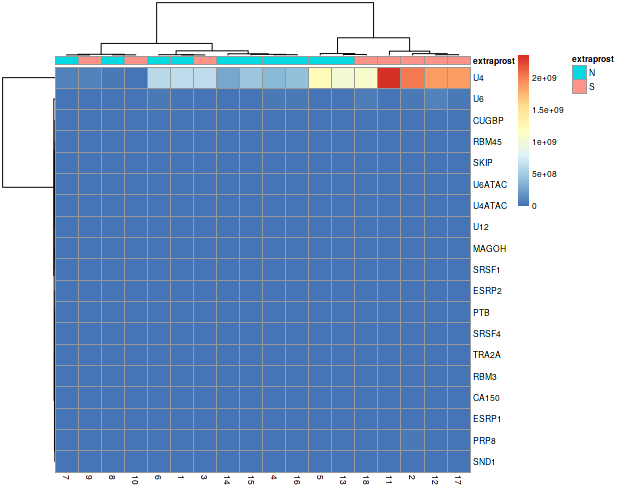 extraprost
extraprost
N
S
2e+09
1.5e+09
1e+09
5e+08
0
U4
U6
CUGBP
RBM45
SKIP
U6ATAC
U4ATAC
U12
MAGOH
SRSF1
ESRP2
PTB
SRSF4
TRA2A
RBM3
CA150
ESRP1
PRP8
SND1
7 9 8 10 6 1 3 14 15 4 16 5 13 18 11 2 12 17